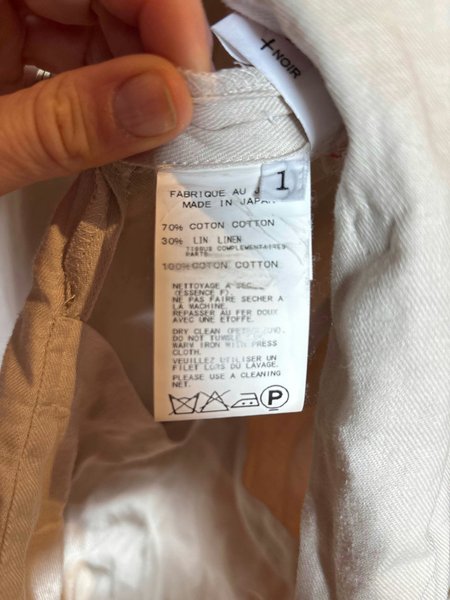 +NOIR
1
FABRIQUE AU
MADE IN JAPAN
70% COTON COTTON
30% LIN LINEN
TISSUS COMPLEMENTAIRES
PARTS
100% COTON COTTON
NETTOYAGE A SEC
(ESSENCE F).
NE PAS FAIRE SECHER A
LA MACHINE
REPASSER AU FER DOUX
AVEC UNE ETOFFE.
DRY CLEAN
DO NOT TUMBLE
WARM IRON WITH PRESS
CLOTH.
VEUILLEZ UTILISER UN
FILET LORS DU LAVAGE.
PLEASE USE A CLEANING
NET.
P